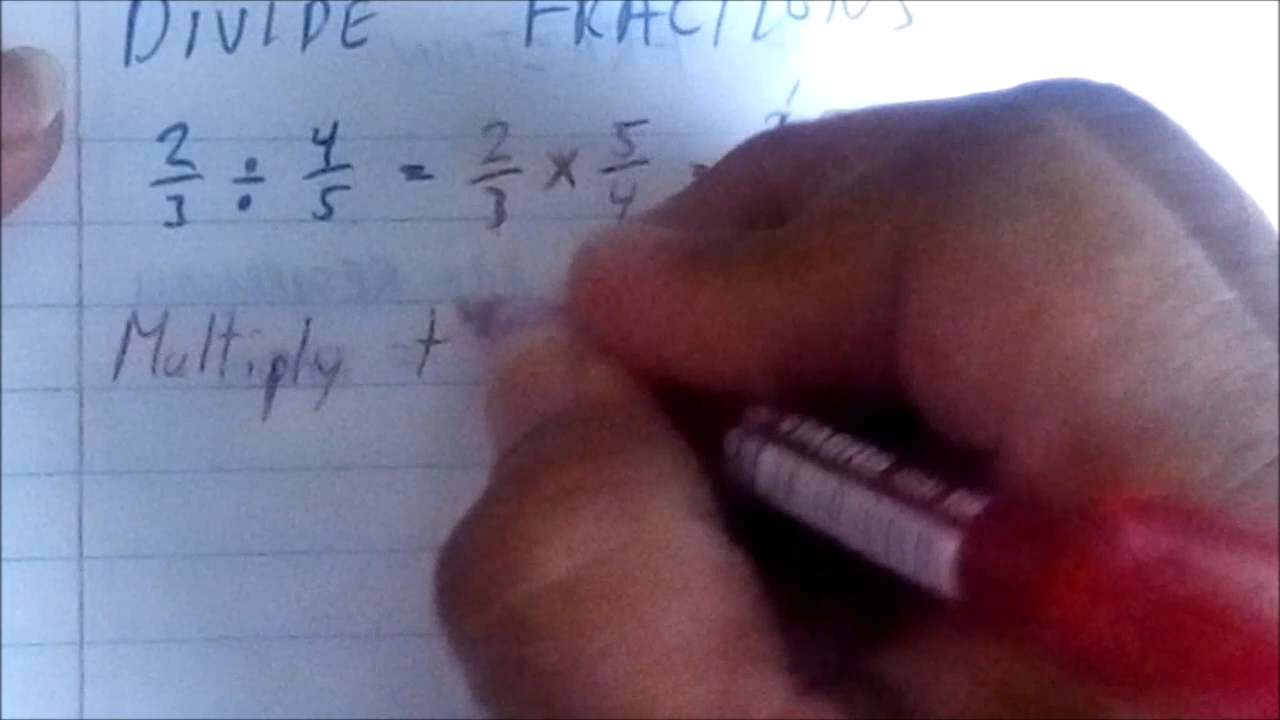 DIVIDE FRACTIONS
2/3 ÷ 4/5 = 2/3 × 5/4 =
Multiply t